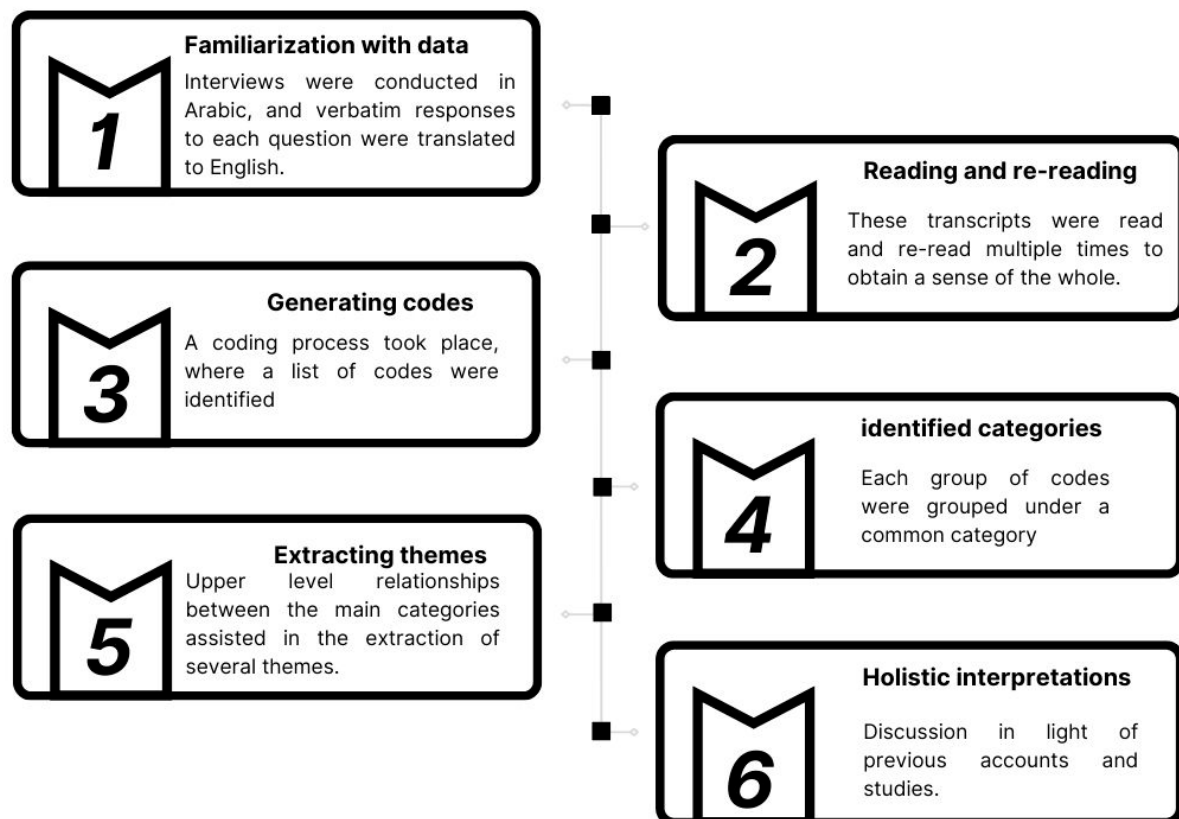 Familiarization with data
Interviews were conducted in
Arabic, and verbatim responses
to each question were translated
to English.
1
Reading and re-reading
These transcripts were read
and re-read multiple times to
obtain a sense of the whole.
2
Generating codes
A coding process took place,
where a list of codes were
identified
3
identified categories
Each group of codes
were grouped under a
common category
4
Extracting themes
Upper level relationships
between the main categories
assisted in the extraction of
several themes.
5
Holistic interpretations
Discussion in light of
previous accounts and
studies.
6